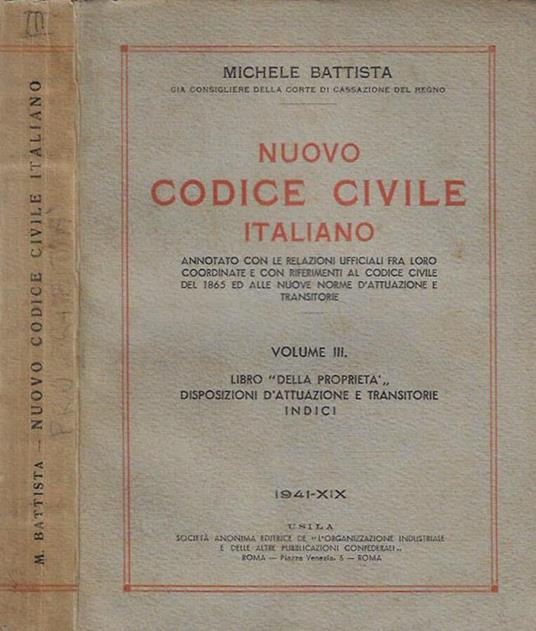 III
M. BATTISTA — NUOVO CODICE CIVILE ITALIANO
MICHELE BATTISTA
GIA CONSIGLIERE DELLA CORTE DI CASSAZIONE DEL REGNO
NUOVO
CODICE CIVILE
ITALIANO
ANNOTATO CON LE RELAZIONI UFFICIALI FRA LORO
COORDINATE E CON RIFERIMENTI AL CODICE CIVILE
DEL 1865 ED ALLE NUOVE NORME D'ATTUAZIONE E
TRANSITORIE
VOLUME III.
LIBRO "DELLA PROPRIETA'„
DISPOSIZIONI D'ATTUAZIONE E TRANSITORIE
INDICI
1941-XIX
USILA
SOCIETÀ ANONIMA EDITRICE DE "L'ORGANIZZAZIONE INDUSTRIALE
E DELLE ALTRE PUBBLICAZIONI CONFEDERALI„
ROMA — Piazza Venezia, 5 — ROMA